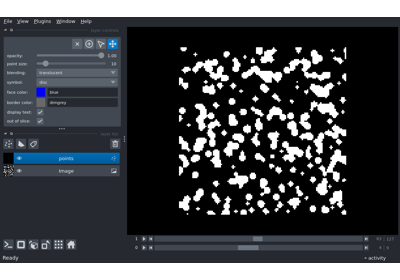 File View Plugins Window Help
opacity: 1.00
point size: 10
blending: translucent
symbol: disc
face color: blue
border color: dimgrey
display text:
out of slice:
points
Image
1
0
Ready
activity